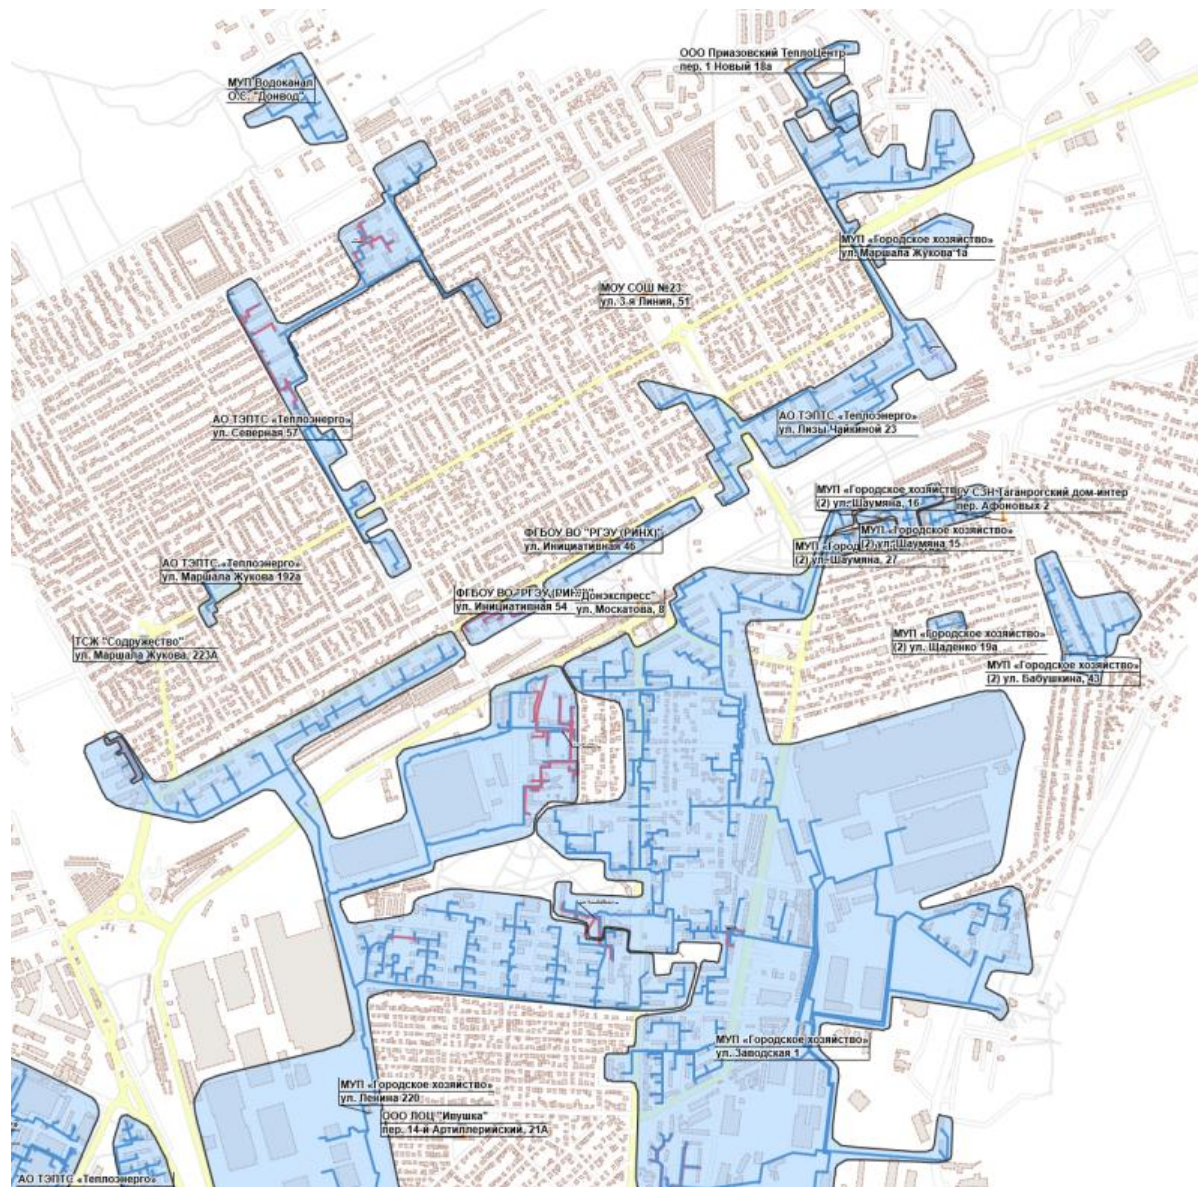 ООО Приазовский ТеплоЦентр
пер. 1 Новый 18а
МУП Водоканал
О.С. "Донвод"
МУП «Городское хозяйство»
ул. Маршала Жукова 1а
МОУ СОШ №23
ул. 3-я Линия, 51
АО ТЭПТС «Теплоэнерго»
ул. Северная 57
АО ТЭПТС «Теплоэнерго»
ул. Лизы Чайкиной 23
МУП «Городское хозяйств
(2) ул. Шаумяна, 16
У СЗН Таганрогский дом-интер
пер. Афоновых 2
МУП «Городское хозяйство»
(2) ул. Шаумяна 15
МУП «Город
(2) ул. Шаумяна, 27
ФГБОУ ВО "РГЭУ (РИНХ)"
ул. Инициативная 46
АО ТЭПТС «Теплоэнерго»
ул. Маршала Жукова 192а
ФГБОУ ВО "РГЭУ (РИНХ)"
ул. Инициативная 54
"Донэкспресс"
ул. Москатова, 8
ТСЖ "Содружество"
ул. Маршала Жукова, 223А
МУП «Городское хозяйство»
(2) ул. Щаденко 19а
МУП «Городское хозяйство»
(2) ул. Бабушкина, 43
МУП «Городское хозяйство»
ул. Заводская 1
МУП «Городское хозяйство»
ул. Ленина 220
ООО ЛОЦ "Ивушка"
пер. 14-й Артиллерийский, 21А
АО ТЭПТС «Теплоэнерго»